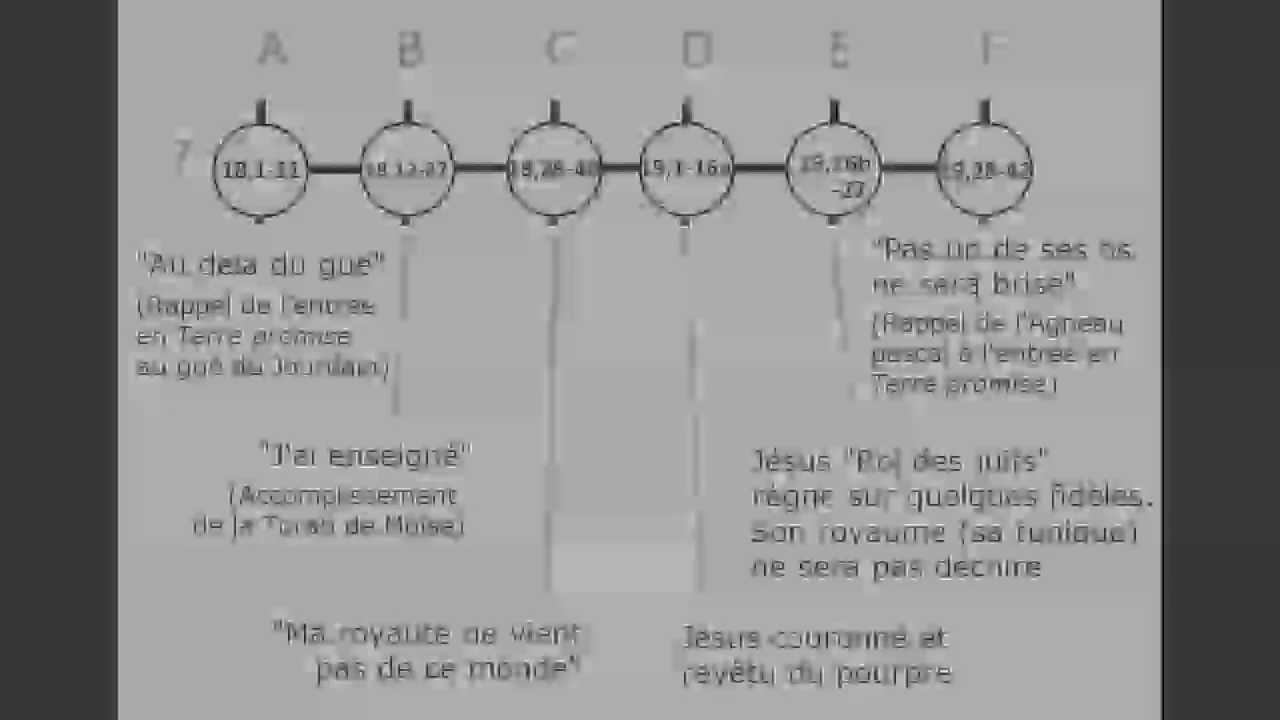 A B C D E F
7 18,1-11 18,12-27 18,28-40 19,1-16a 19,16b
-27 19,38-42
"Au delà du gué"
(Rappel de l'entrée
en Terre promise
au gué du Jourdain)
"Pas un de ses os
ne sera brisé"
(Rappel de l'Agneau
pascal à l'entrée en
Terre promise)
"J'ai enseigné"
(Accomplissement
de la Torah de Moïse)
Jésus "Roi des juifs"
règne sur quelques fidèles.
Son royaume (sa tunique)
ne sera pas déchiré
"Ma royauté ne vient
pas de ce monde"
Jésus couronné et
revêtu du pourpre